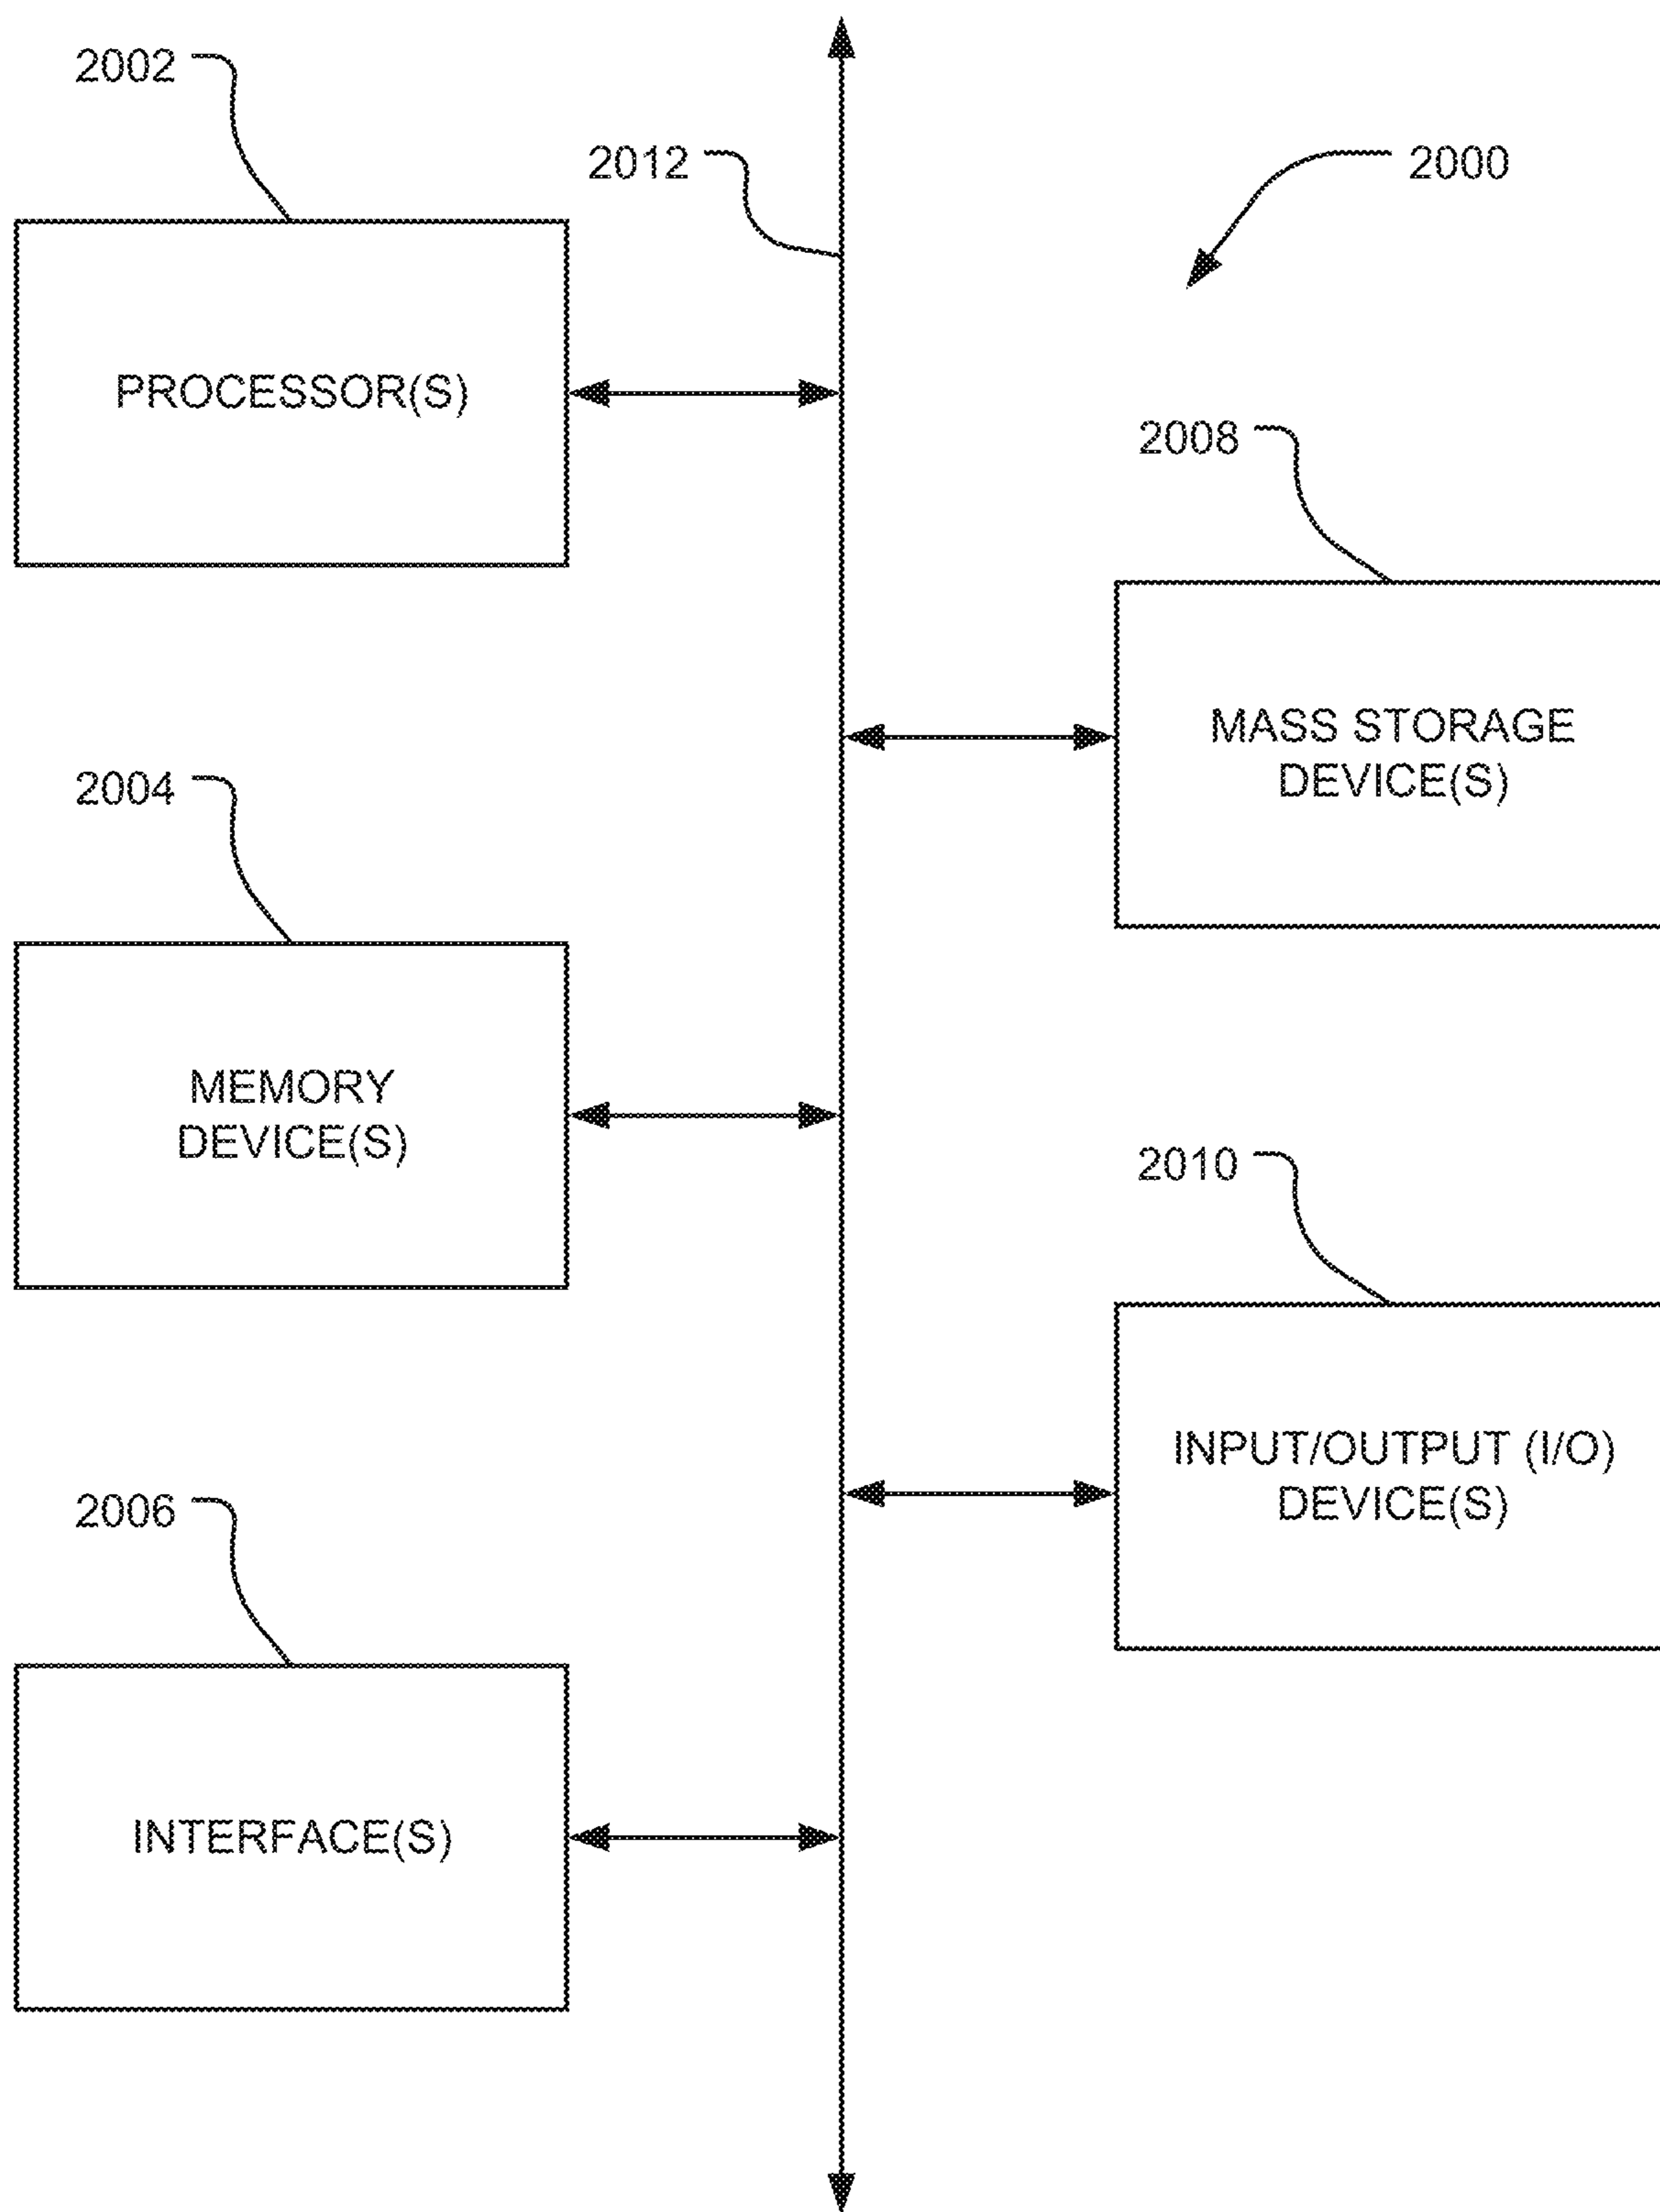 2002
2012
2000
PROCESSOR(S)
2008
MASS STORAGE
DEVICE(S)
2004
MEMORY
DEVICE(S)
2010
INPUT/OUTPUT (I/O)
DEVICE(S)
2006
INTERFACE(S)